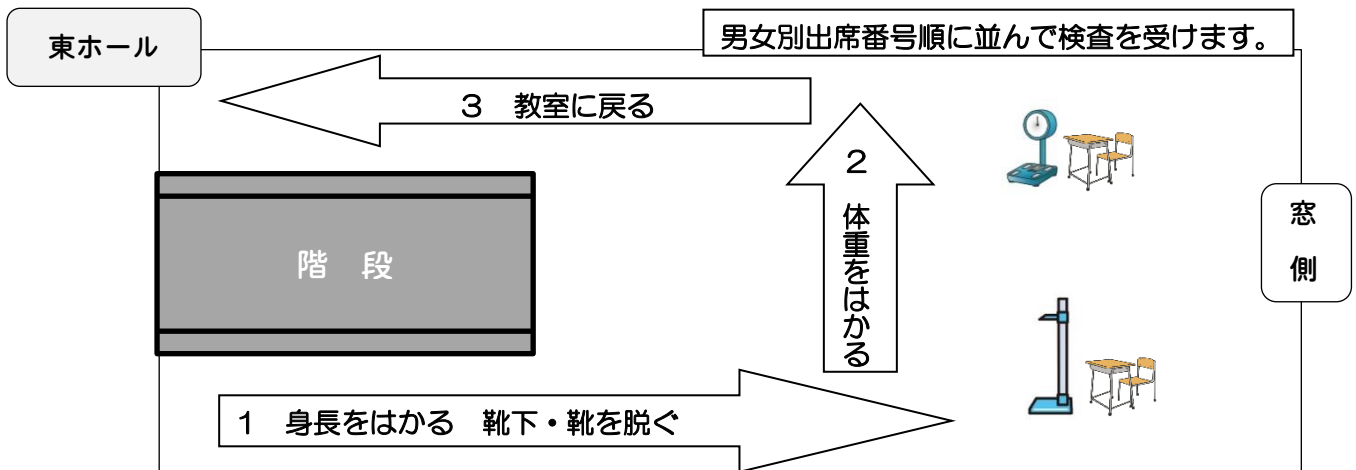 東ホール
男女別出席番号順に並んで検査を受けます。
3 教室に戻る
2 体重をはかる
階 段
窓側
1 身長をはかる 靴下・靴を脱ぐ